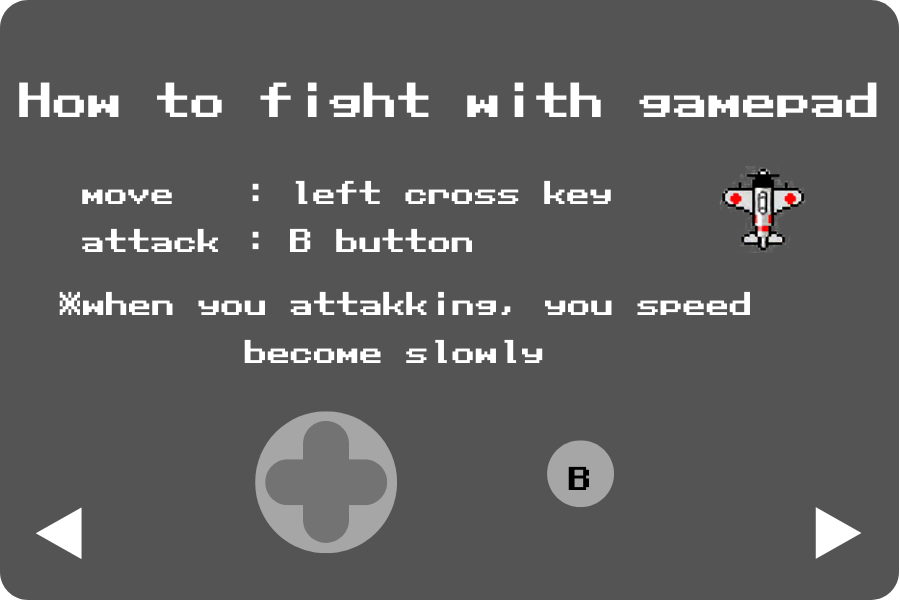 How to fight with gamepad
move : left cross key
attack : B button
※when you attakking, you speed
become slowly
B